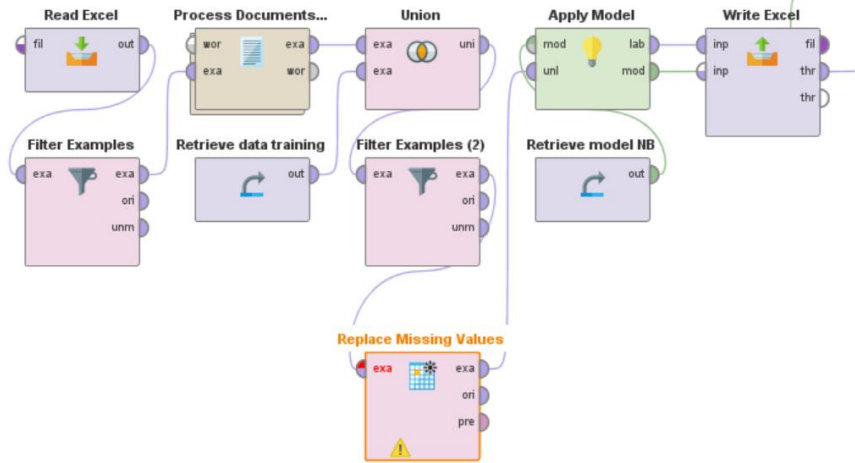 Read Excel
Process Documents...
Union
Apply Model
Write Excel
fil out
wor exa
exa wor
exa uni
exa
mod lab
unl mod
inp fil
inp thr
thr
Filter Examples
Retrieve data training
Filter Examples (2)
Retrieve model NB
exa exa
ori
unm
out
exa exa
ori
unm
out
Replace Missing Values
exa exa
ori
pre